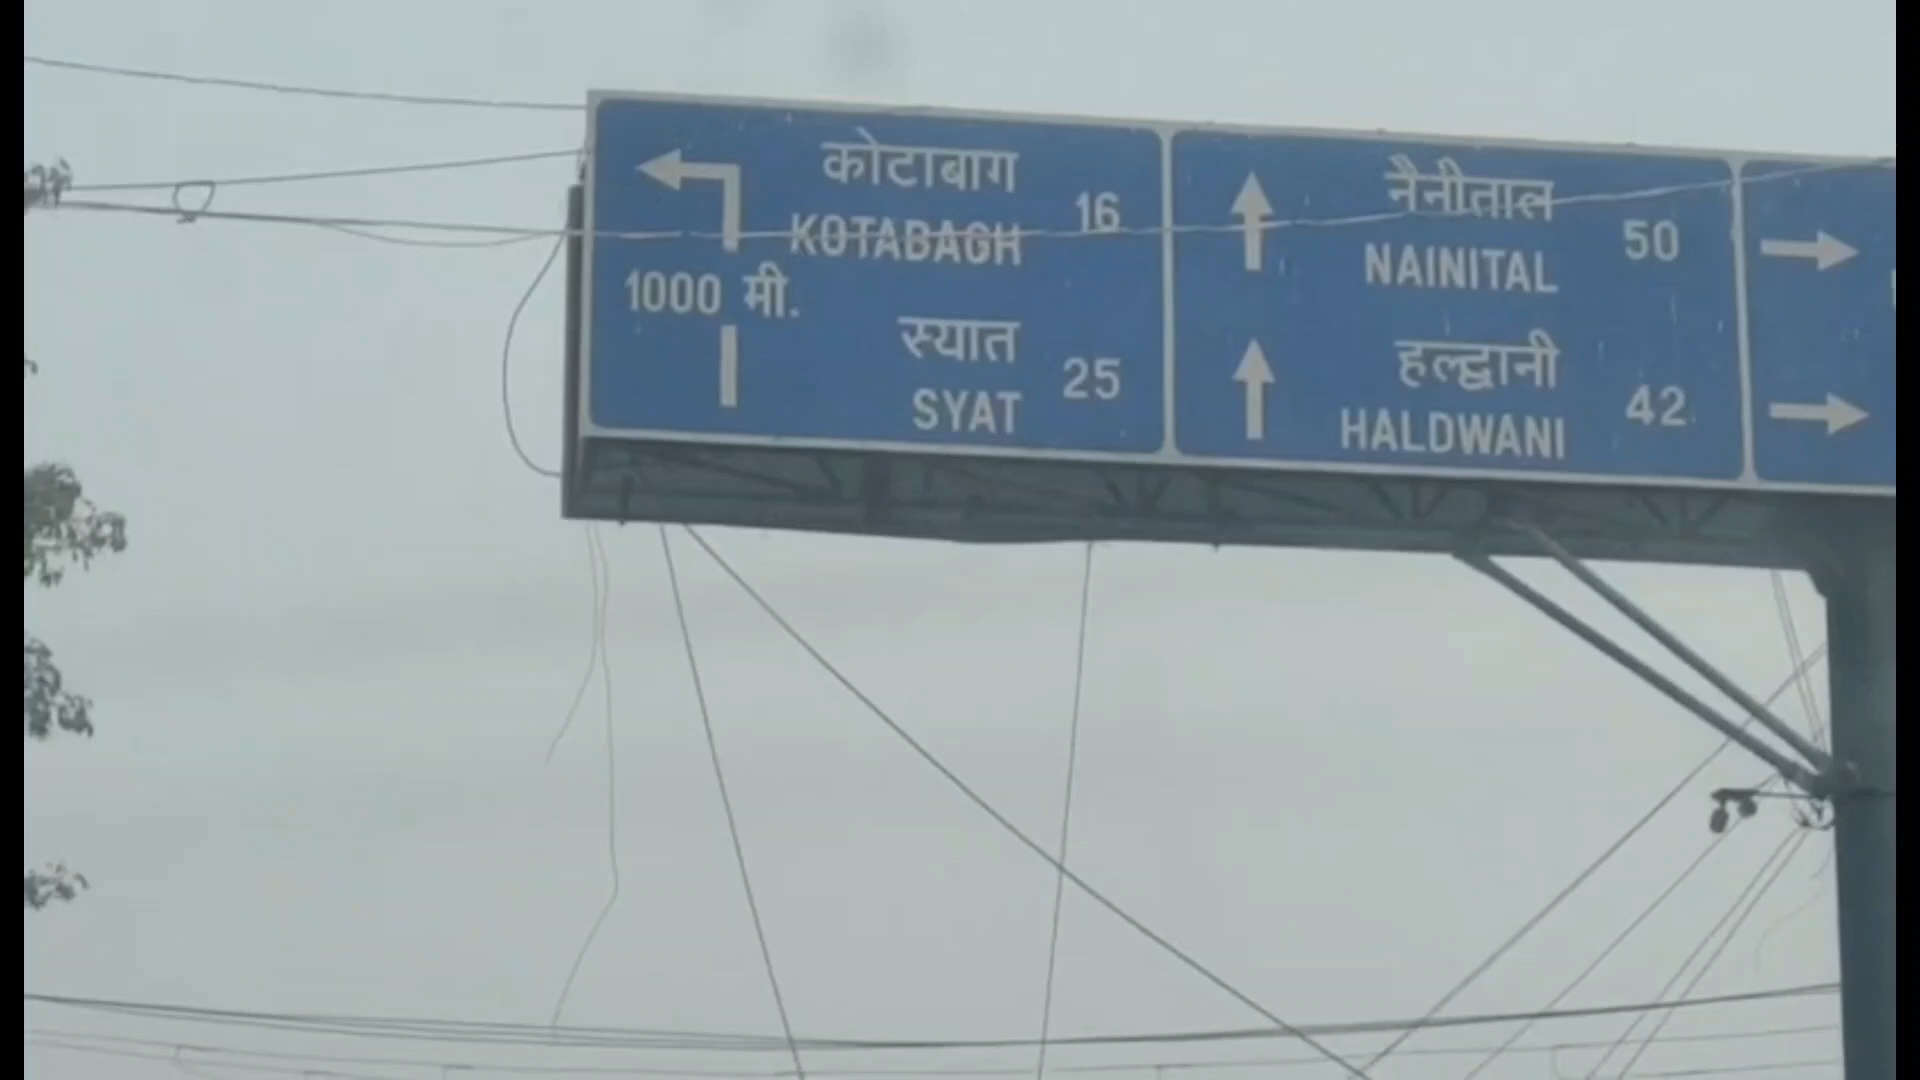 कोटाबाग
KOTABAGH 16
1000 मी.
स्यात
SYAT 25
नैनीताल
NAINITAL 50
हल्द्वानी
HALDWANI 42